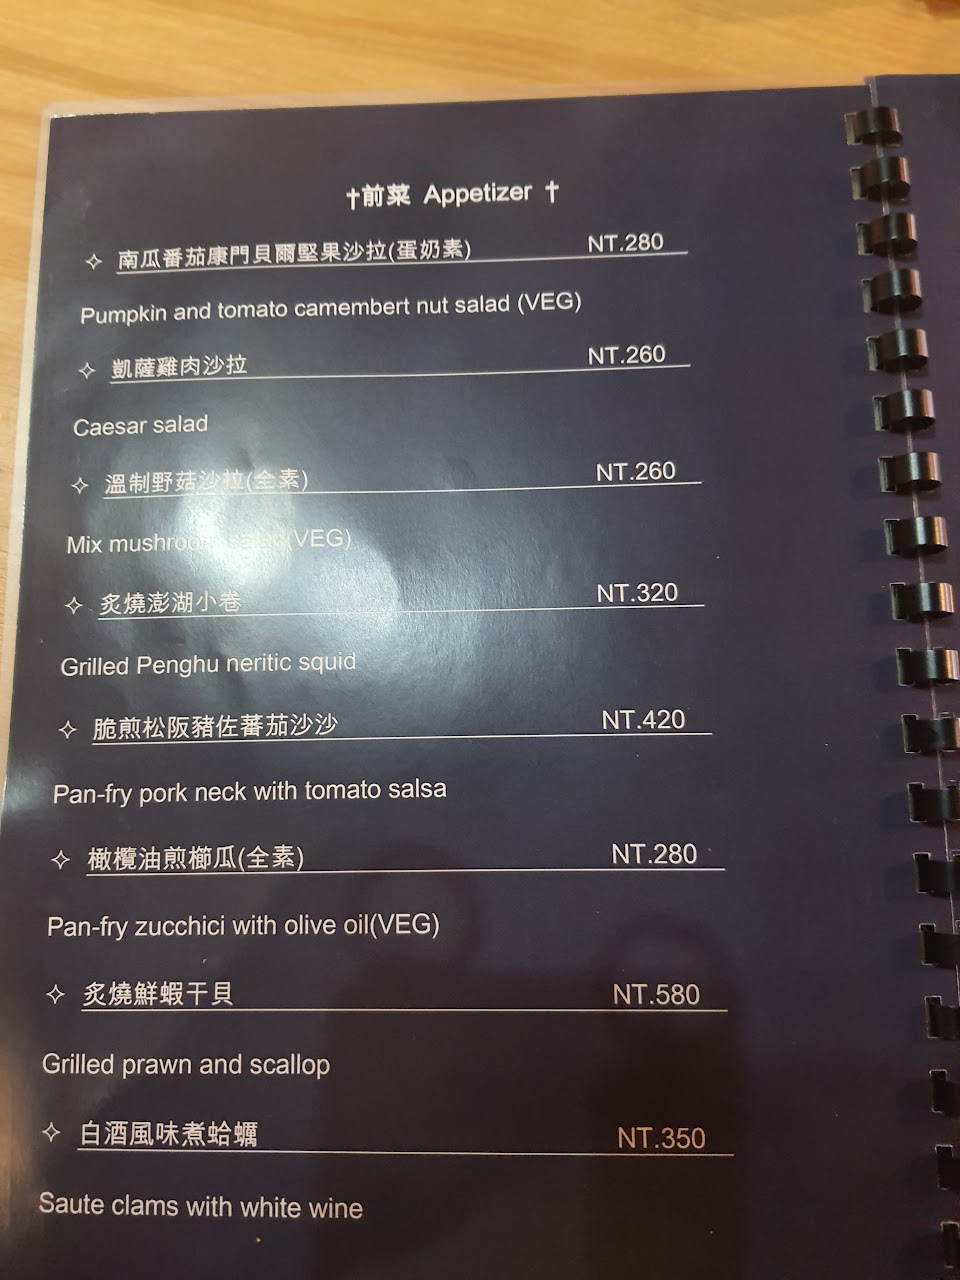 †前菜 Appetizer †
✧ 南瓜番茄康門貝爾堅果沙拉(蛋奶素) NT.280
Pumpkin and tomato camembert nut salad (VEG)
✧ 凱薩雞肉沙拉 NT.260
Caesar salad
✧ 溫制野菇沙拉(全素) NT.260
Mix mushroom salad(VEG)
✧ 炙燒澎湖小卷 NT.320
Grilled Penghu neritic squid
✧ 脆煎松阪豬佐蕃茄沙沙 NT.420
Pan-fry pork neck with tomato salsa
✧ 橄欖油煎櫛瓜(全素) NT.280
Pan-fry zucchici with olive oil(VEG)
✧ 炙燒鮮蝦干貝 NT.580
Grilled prawn and scallop
✧ 白酒風味煮蛤蠣 NT.350
Saute clams with white wine